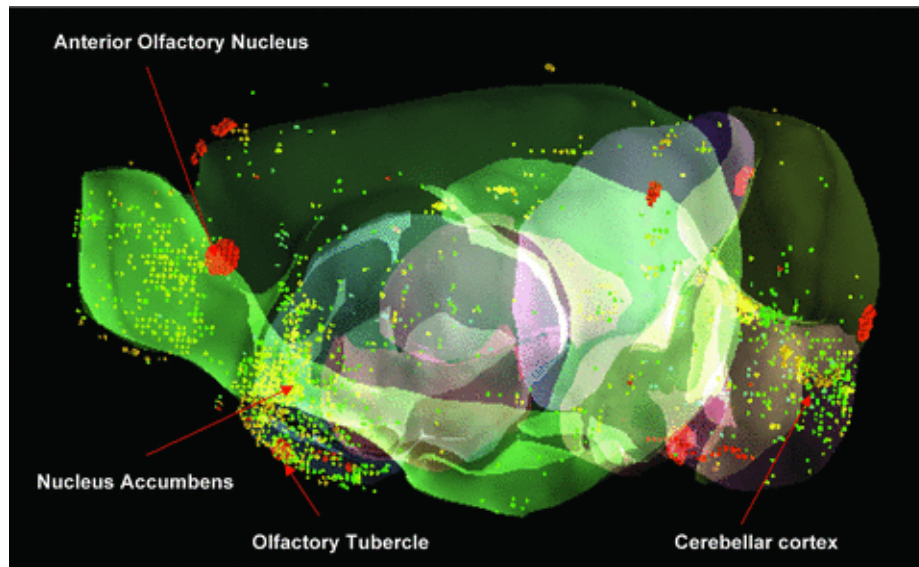 Anterior Olfactory Nucleus
Nucleus Accumbens
Olfactory Tubercle
Cerebellar cortex